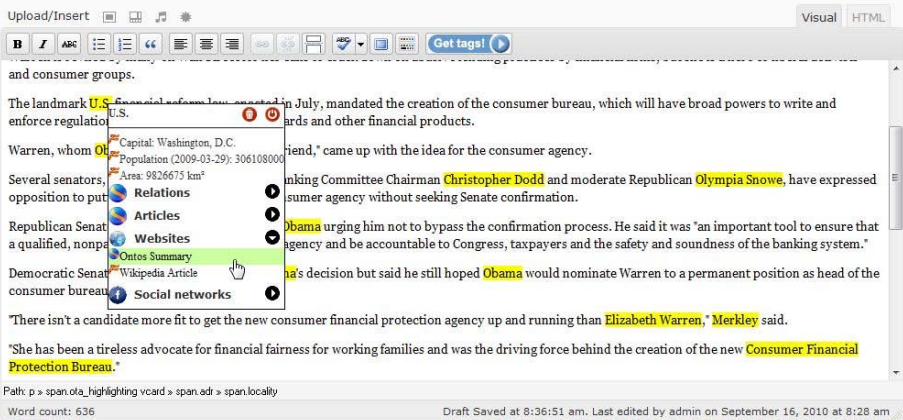 Upload/Insert
Visual HTML
B I ABC Get tags!
and consumer groups.
The landmark U.S. financial reform law, enacted in July, mandated the creation of the consumer bureau, which will have broad powers to write and
enforce regulation ards and other financial products.
Warren, whom Ob riend," came up with the idea for the consumer agency.
Several senators, nking Committee Chairman Christopher Dodd and moderate Republican Olympia Snowe, have expressed
opposition to put sumer agency without seeking Senate confirmation.
Republican Senat Obama urging him not to bypass the confirmation process. He said it was "an important tool to ensure that
a qualified, nonpa agency and be accountable to Congress, taxpayers and the safety and soundness of the banking system."
Democratic Senat na's decision but said he still hoped Obama would nominate Warren to a permanent position as head of the
consumer bureau
U.S.
Capital: Washington, D.C.
Population (2009-03-29): 306108000
Area: 9826675 km²
Relations
Articles
Websites
Ontos Summary
Wikipedia Article
Social networks
"There isn't a candidate more fit to get the new consumer financial protection agency up and running than Elizabeth Warren," Merkley said.
"She has been a tireless advocate for financial fairness for working families and was the driving force behind the creation of the new Consumer Financial
Protection Bureau."
Path: p » span.ota_highlighting vcard » span.adr » span.locality
Word count: 636 Draft Saved at 8:36:51 am. Last edited by admin on September 16, 2010 at 8:28 am